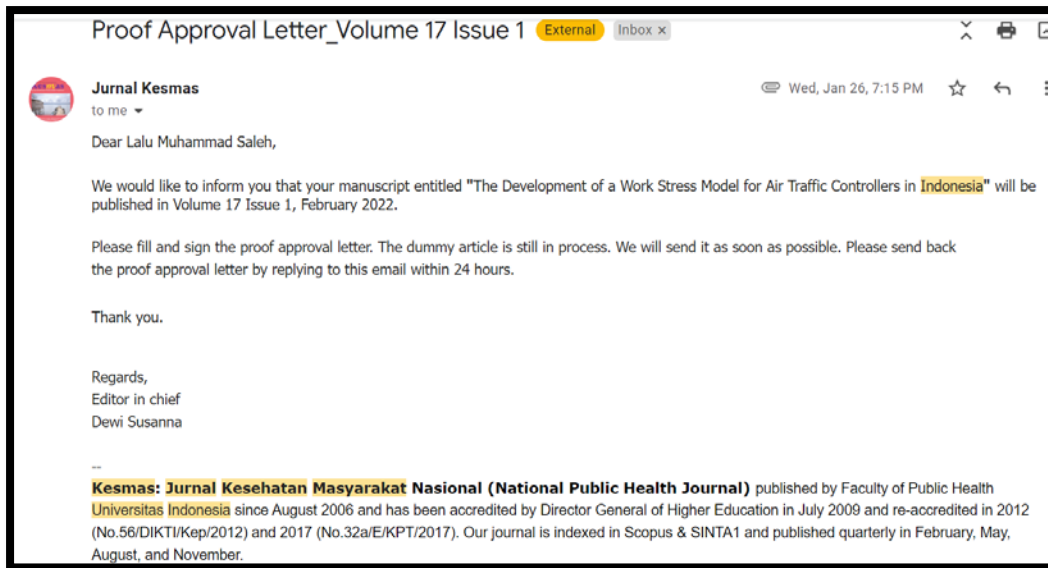 Proof Approval Letter_Volume 17 Issue 1 External Inbox x
Jurnal Kesmas Wed, Jan 26, 7:15 PM
to me
Dear Lalu Muhammad Saleh,
We would like to inform you that your manuscript entitled "The Development of a Work Stress Model for Air Traffic Controllers in Indonesia" will be
published in Volume 17 Issue 1, February 2022.
Please fill and sign the proof approval letter. The dummy article is still in process. We will send it as soon as possible. Please send back
the proof approval letter by replying to this email within 24 hours.
Thank you.
Regards,
Editor in chief
Dewi Susanna
--
Kesmas: Jurnal Kesehatan Masyarakat Nasional (National Public Health Journal) published by Faculty of Public Health
Universitas Indonesia since August 2006 and has been accredited by Director General of Higher Education in July 2009 and re-accredited in 2012
(No.56/DIKTI/Kep/2012) and 2017 (No.32a/E/KPT/2017). Our journal is indexed in Scopus & SINTA1 and published quarterly in February, May,
August, and November.